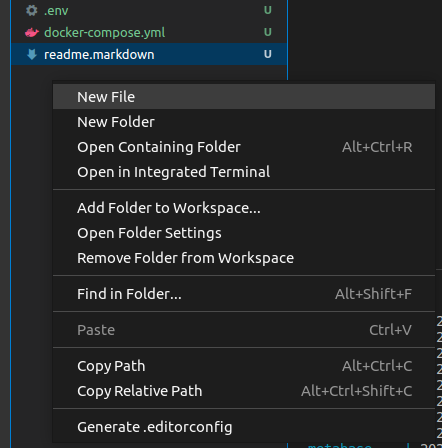 .env U
docker-compose.yml U
readme.markdown U
New File
New Folder
Open Containing Folder Alt+Ctrl+R
Open in Integrated Terminal
Add Folder to Workspace...
Open Folder Settings
Remove Folder from Workspace
Find in Folder... Alt+Shift+F
Paste Ctrl+V
Copy Path Alt+Ctrl+C
Copy Relative Path Alt+Ctrl+Shift+C
Generate .editorconfig